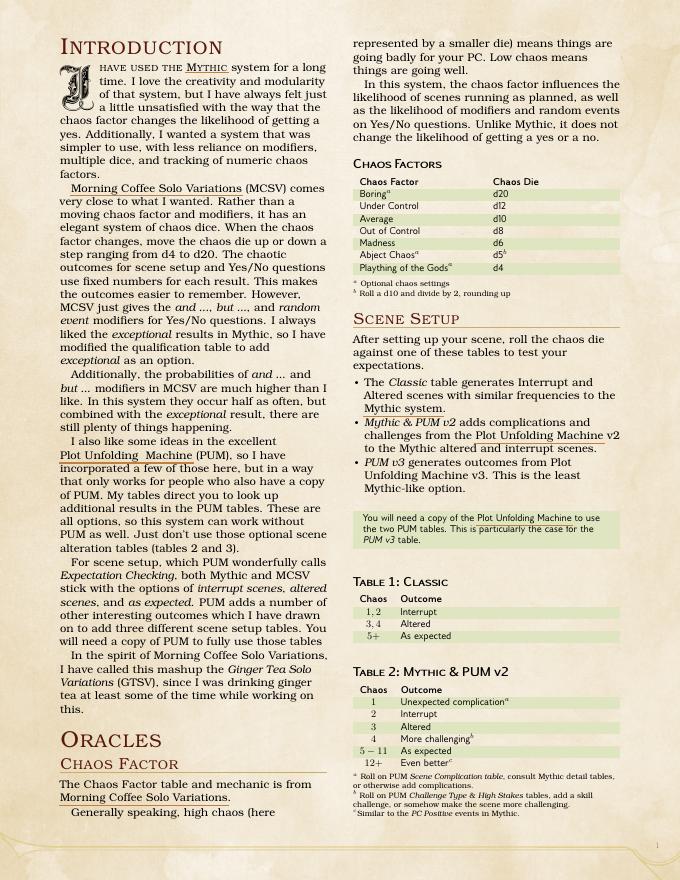 INTRODUCTION
I HAVE USED THE MYTHIC system for a long
time. I love the creativity and modularity
of that system, but I have always felt just
a little unsatisfied with the way that the
chaos factor changes the likelihood of getting a
yes. Additionally, I wanted a system that was
simpler to use, with less reliance on modifiers,
multiple dice, and tracking of numeric chaos
factors.
Morning Coffee Solo Variations (MCSV) comes
very close to what I wanted. Rather than a
moving chaos factor and modifiers, it has an
elegant system of chaos dice. When the chaos
factor changes, move the chaos die up or down a
step ranging from d4 to d20. The chaotic
outcomes for scene setup and Yes/No questions
use fixed numbers for each result. This makes
the outcomes easier to remember. However,
MCSV just gives the and ..., but ..., and random
event modifiers for Yes/No questions. I always
liked the exceptional results in Mythic, so I have
modified the qualification table to add
exceptional as an option.
Additionally, the probabilities of and ... and
but ... modifiers in MCSV are much higher than I
like. In this system they occur half as often, but
combined with the exceptional result, there are
still plenty of things happening.
I also like some ideas in the excellent
Plot Unfolding Machine (PUM), so I have
incorporated a few of those here, but in a way
that only works for people who also have a copy
of PUM. My tables direct you to look up
additional results in the PUM tables. These are
all options, so this system can work without
PUM as well. Just don't use those optional scene
alteration tables (tables 2 and 3).
For scene setup, which PUM wonderfully calls
Expectation Checking, both Mythic and MCSV
stick with the options of interrupt scenes, altered
scenes, and as expected. PUM adds a number of
other interesting outcomes which I have drawn
on to add three different scene setup tables. You
will need a copy of PUM to fully use those tables
In the spirit of Morning Coffee Solo Variations,
I have called this mashup the Ginger Tea Solo
Variations (GTSV), since I was drinking ginger
tea at least some of the time while working on
this.
ORACLES
CHAOS FACTOR
The Chaos Factor table and mechanic is from
Morning Coffee Solo Variations.
Generally speaking, high chaos (here
represented by a smaller die) means things are
going badly for your PC. Low chaos means
things are going well.
In this system, the chaos factor influences the
likelihood of scenes running as planned, as well
as the likelihood of modifiers and random events
on Yes/No questions. Unlike Mythic, it does not
change the likelihood of getting a yes or a no.
CHAOS FACTORS
Chaos Factor Chaos Die
Boring^a d20
Under Control d12
Average d10
Out of Control d8
Madness d6
Abject Chaos^a d5^b
Plaything of the Gods^a d4
^a Optional chaos settings
^b Roll a d10 and divide by 2, rounding up
SCENE SETUP
After setting up your scene, roll the chaos die
against one of these tables to test your
expectations.
• The Classic table generates Interrupt and
Altered scenes with similar frequencies to the
Mythic system.
• Mythic & PUM v2 adds complications and
challenges from the Plot Unfolding Machine v2
to the Mythic altered and interrupt scenes.
• PUM v3 generates outcomes from Plot
Unfolding Machine v3. This is the least
Mythic-like option.
You will need a copy of the Plot Unfolding Machine to use
the two PUM tables. This is particularly the case for the
PUM v3 table.
TABLE 1: CLASSIC
Chaos Outcome
1, 2 Interrupt
3, 4 Altered
5+ As expected
TABLE 2: MYTHIC & PUM V2
Chaos Outcome
1 Unexpected complication^a
2 Interrupt
3 Altered
4 More challenging^b
5 − 11 As expected
12+ Even better^c
^a Roll on PUM Scene Complication table, consult Mythic detail tables,
or otherwise add complications.
^b Roll on PUM Challenge Type & High Stakes tables, add a skill
challenge, or somehow make the scene more challenging.
^c Similar to the PC Positive events in Mythic.
1